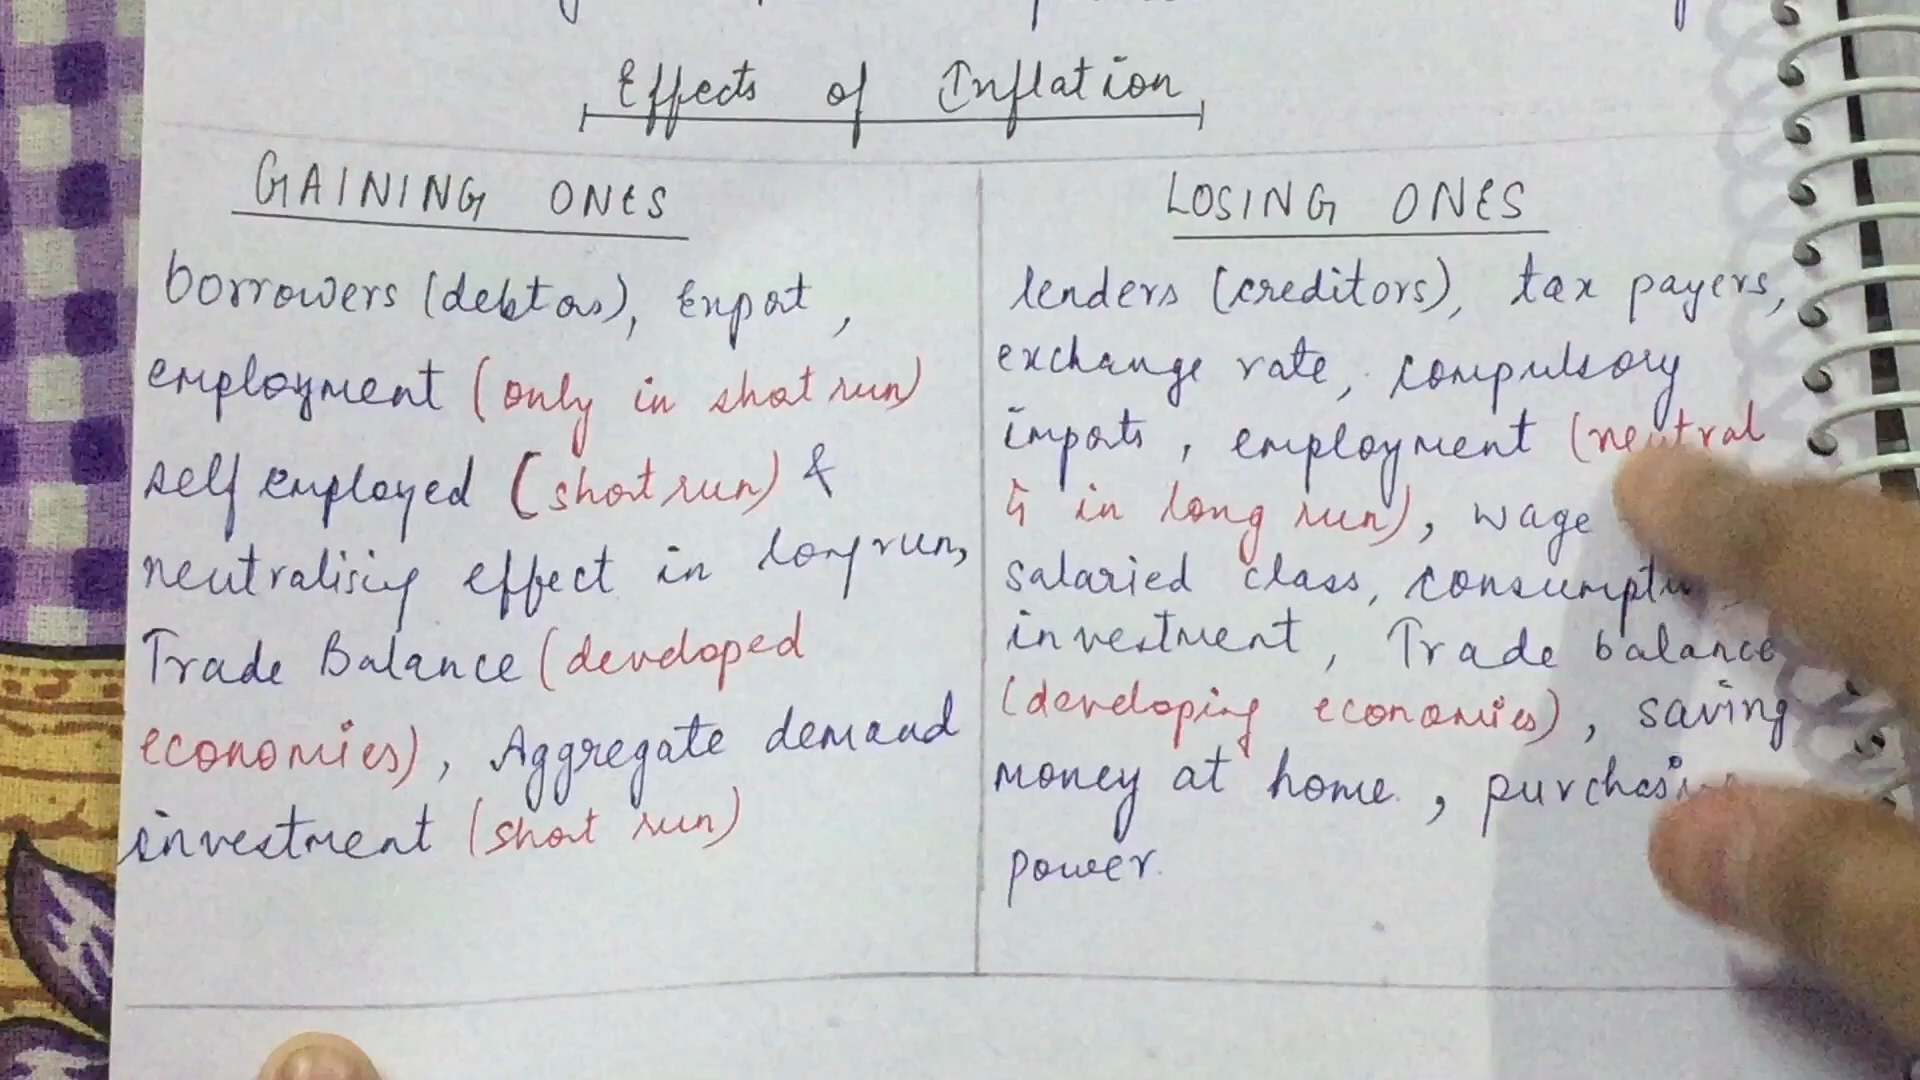 Effects of Inflation
GAINING ONES
borrowers (debtors), Export,
employment (only in short run)
self employed (short run) &
neutralising effect in long run,
Trade Balance (developed
economies), Aggregate demand
investment (short run)
LOSING ONES
lenders (creditors), tax payers,
exchange rate, compulsory
imports, employment (neutral
in long run), wage
salaried class,
investment, Trade balance
(developing economies), saving
money at home, 
power.